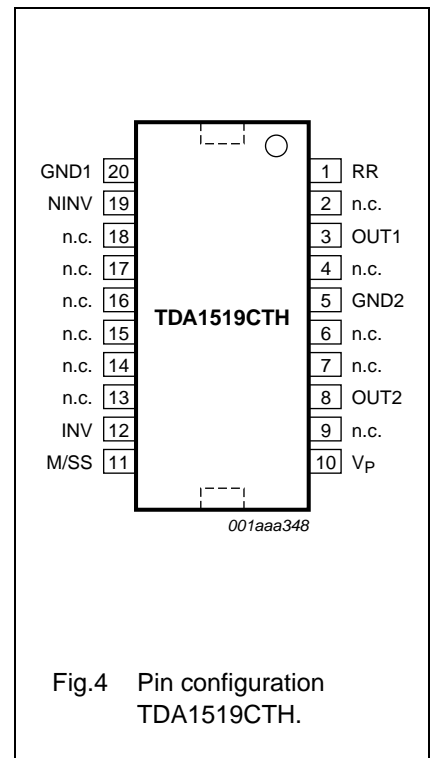 GND1 20 1 RR
NINV 19 2 n.c.
n.c. 18 3 OUT1
n.c. 17 4 n.c.
n.c. 16 TDA1519CTH 5 GND2
n.c. 15 6 n.c.
n.c. 14 7 n.c.
n.c. 13 8 OUT2
INV 12 9 n.c.
M/SS 11 10 VP
001aaa348
Fig.4 Pin configuration
TDA1519CTH.